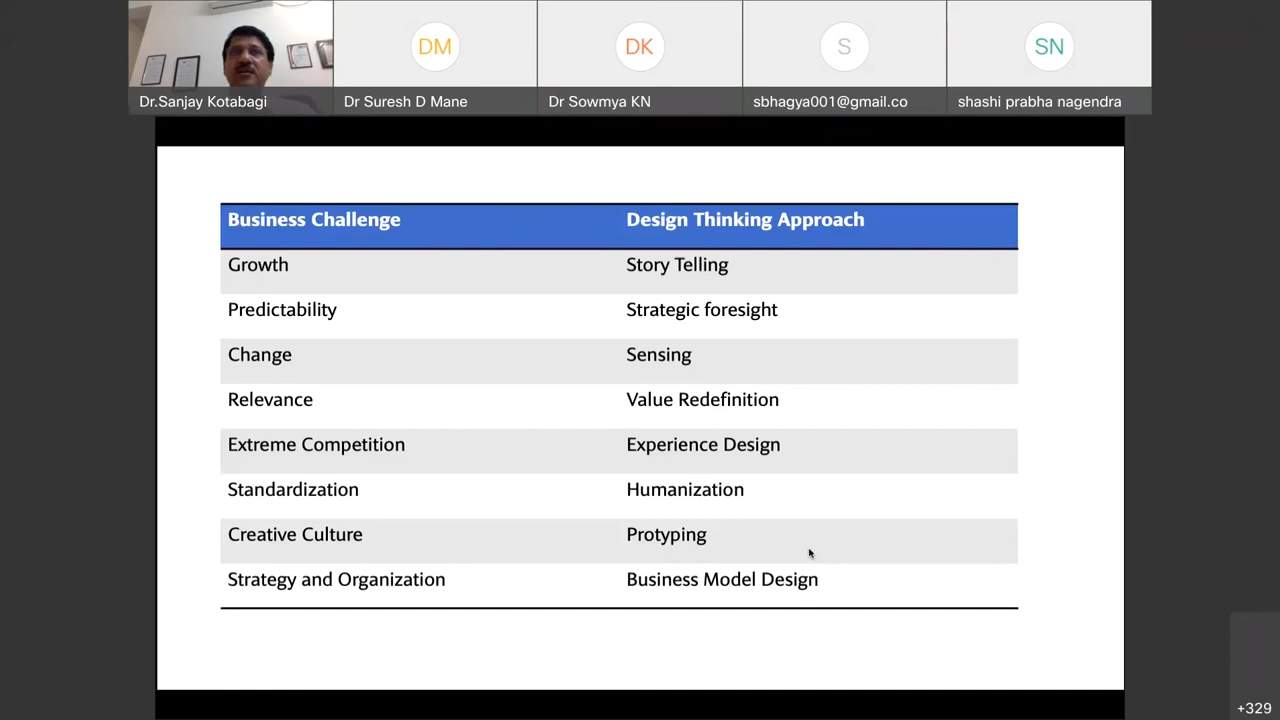 DM
DK
S
SN
Dr.Sanjay Kotabagi
Dr Suresh D Mane
Dr Sowmya KN
sbhagya001@gmail.co
shashi prabha nagendra
Business Challenge Design Thinking Approach
Growth Story Telling
Predictability Strategic foresight
Change Sensing
Relevance Value Redefinition
Extreme Competition Experience Design
Standardization Humanization
Creative Culture Protyping
Strategy and Organization Business Model Design
+329